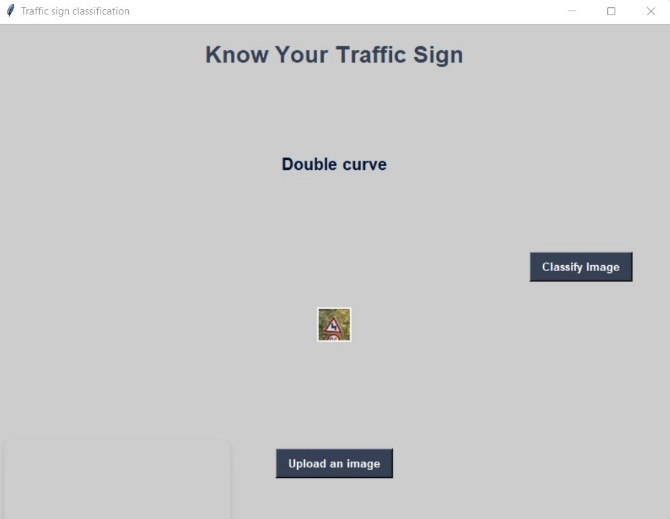 Traffic sign classification
Know Your Traffic Sign
Double curve
Classify Image
Upload an image